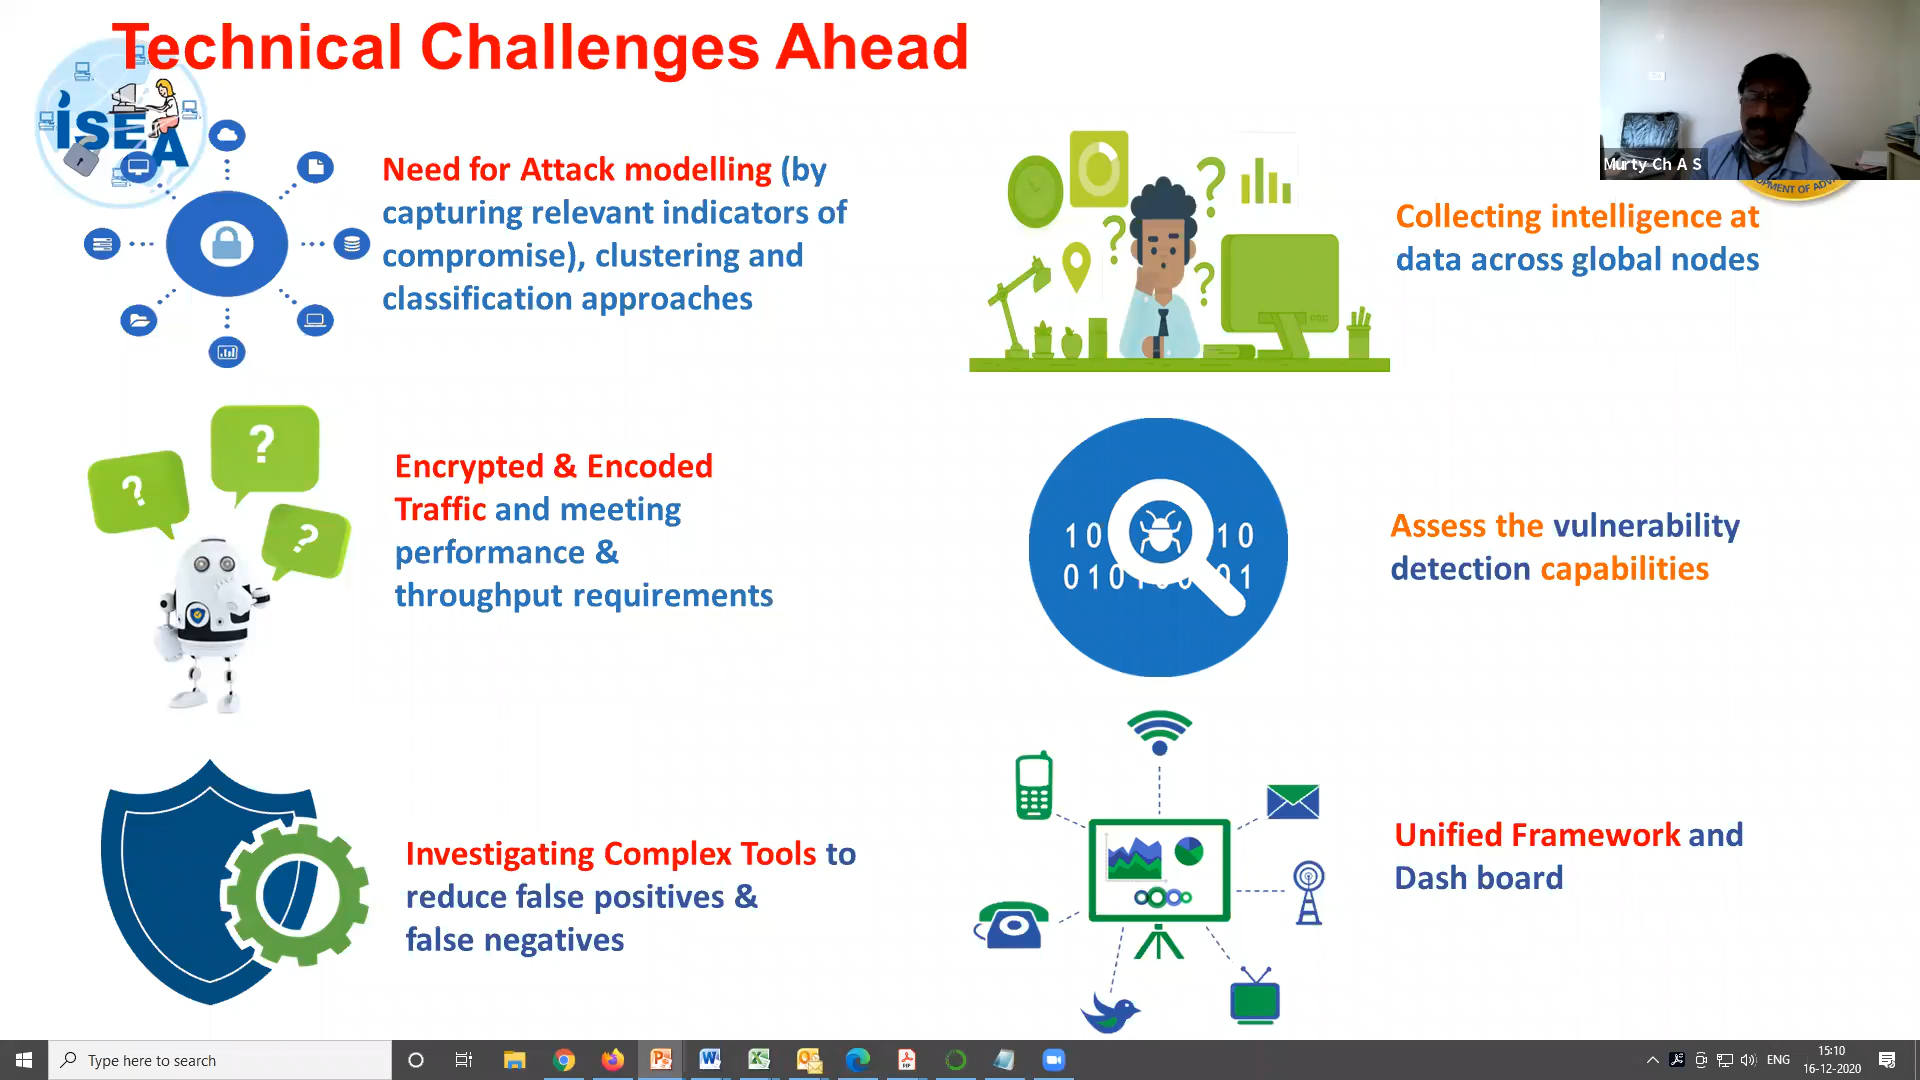 Technical Challenges Ahead
iSEA
Need for Attack modelling (by
capturing relevant indicators of
compromise), clustering and
classification approaches
Collecting intelligence at
data across global nodes
Murty Ch A S
OPMENT OF ADV
? ? ?
Encrypted & Encoded
Traffic and meeting
performance &
throughput requirements
? ? ?
10 10
Assess the vulnerability
detection capabilities
Investigating Complex Tools to
reduce false positives &
false negatives
Unified Framework and
Dash board
Type here to search
ENG
15:10
16-12-2020